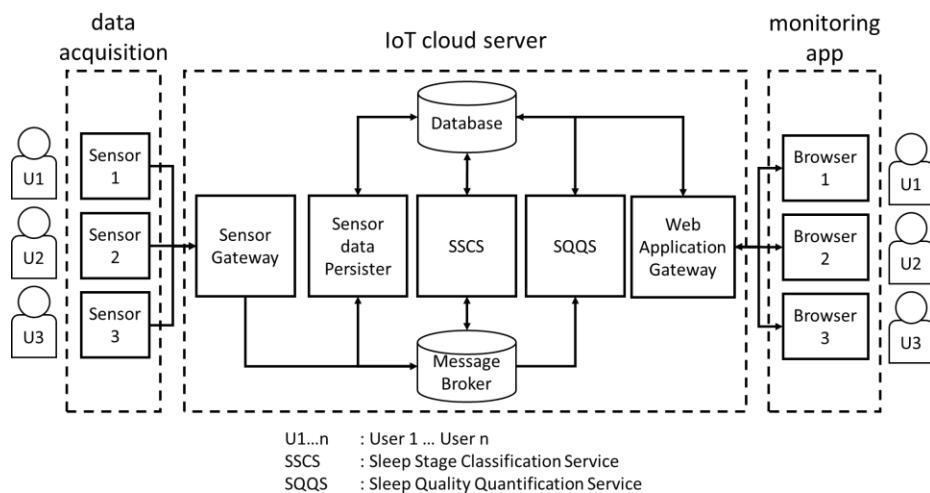 data
acquisition
IoT cloud server
monitoring
app
Database
U1
Sensor
1
Browser
1
U1
U2
Sensor
2
Sensor
Gateway
Sensor
data
Persister
SSCS
SQQS
Web
Application
Gateway
Browser
2
U2
U3
Sensor
3
Browser
3
U3
Message
Broker
U1...n : User 1 ... User n
SSCS : Sleep Stage Classification Service
SQQS : Sleep Quality Quantification Service